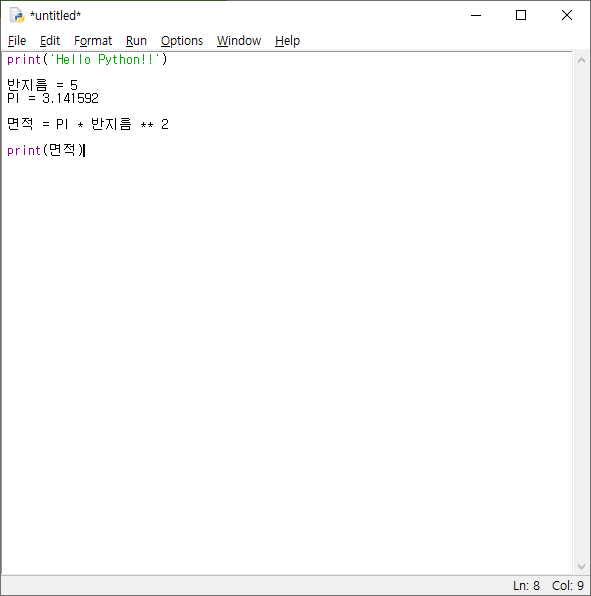 *untitled*
File Edit Format Run Options Window Help
print('Hello Python!!')
반지름 = 5
PI = 3.141592
면적 = PI * 반지름 ** 2
print(면적)
Ln: 8 Col: 9